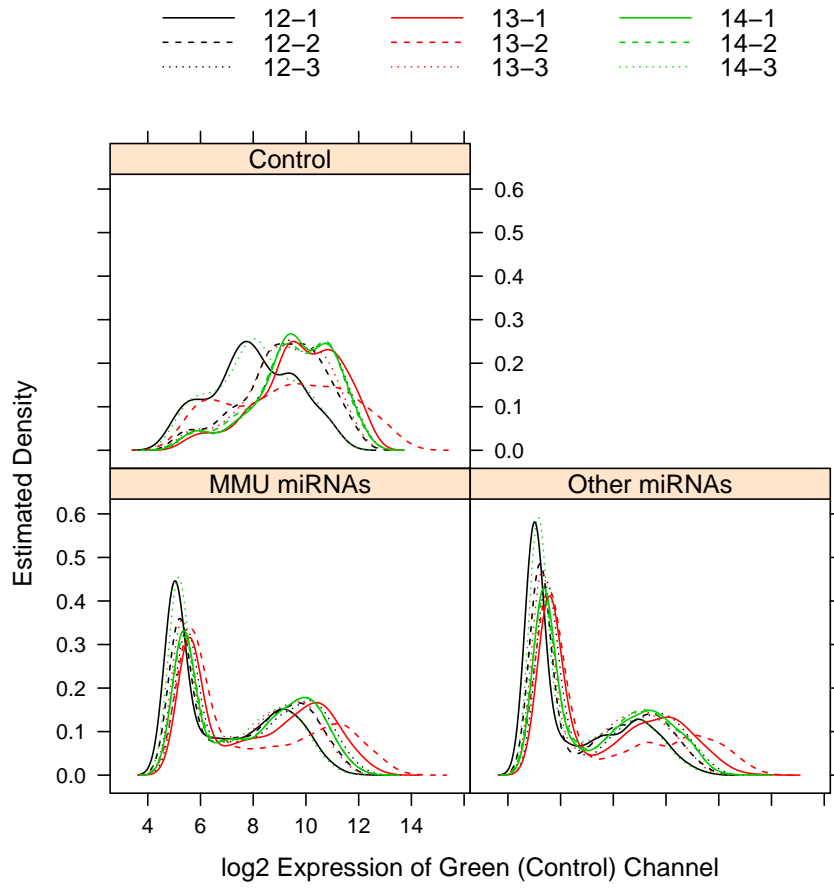 12−1 13−1 14−1
12−2 13−2 14−2
12−3 13−3 14−3
Control
0.6
0.5
0.4
0.3
0.2
0.1
0.0
Estimated Density
MMU miRNAs Other miRNAs
0.6
0.5
0.4
0.3
0.2
0.1
0.0
4 6 8 10 12 14
log2 Expression of Green (Control) Channel